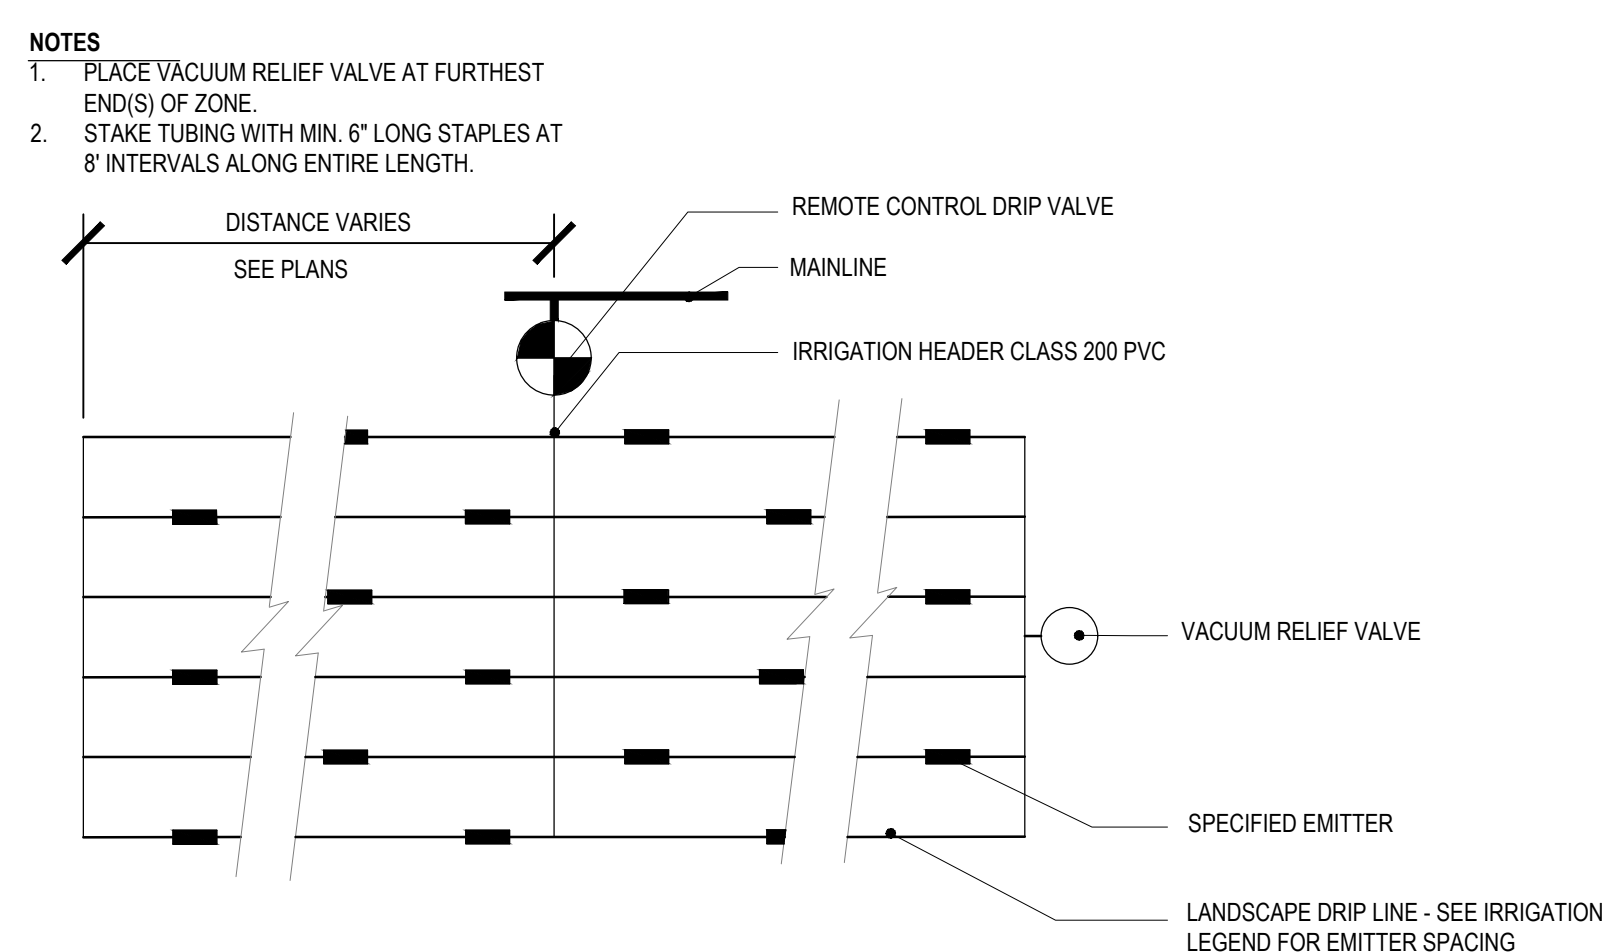 NOTES
1. PLACE VACUUM RELIEF VALVE AT FURTHEST
END(S) OF ZONE.
2. STAKE TUBING WITH MIN. 6" LONG STAPLES AT
8' INTERVALS ALONG ENTIRE LENGTH.
DISTANCE VARIES
SEE PLANS
REMOTE CONTROL DRIP VALVE
MAINLINE
IRRIGATION HEADER CLASS 200 PVC
VACUUM RELIEF VALVE
SPECIFIED EMITTER
LANDSCAPE DRIP LINE - SEE IRRIGATION
LEGEND FOR EMITTER SPACING